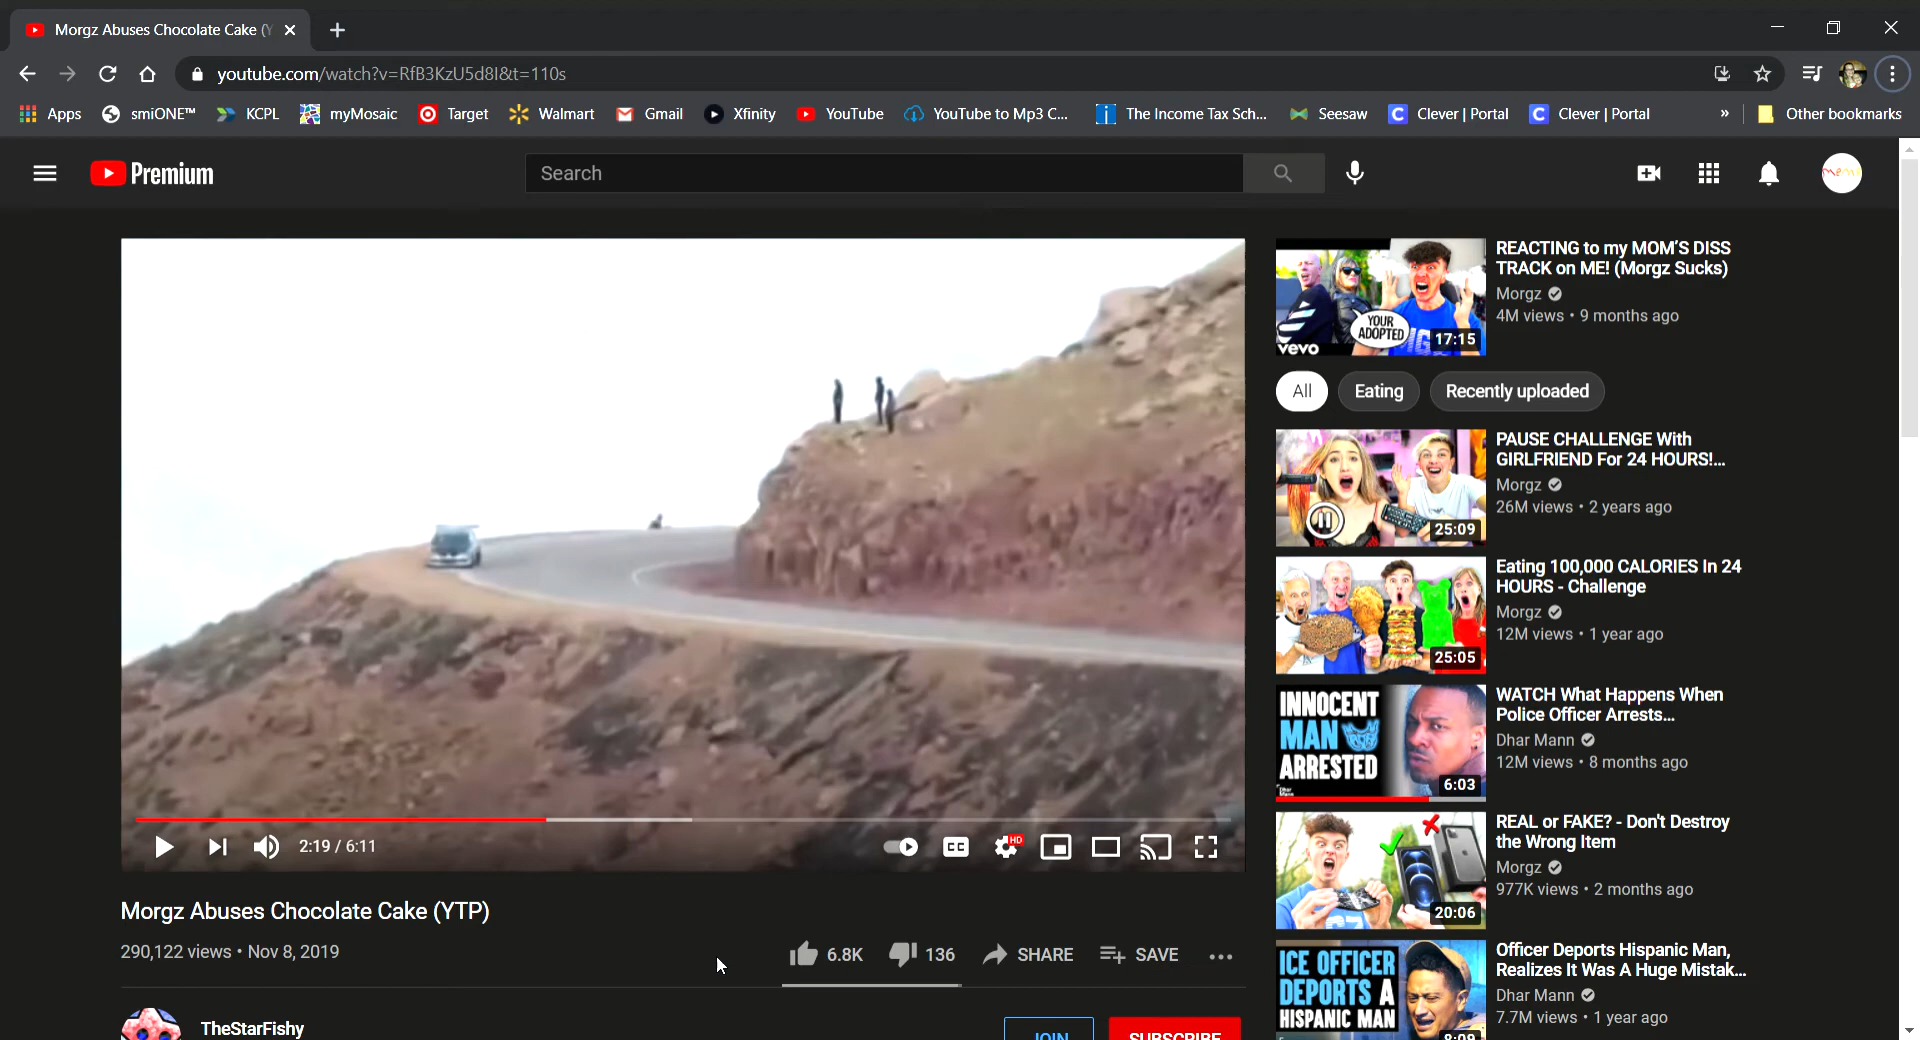 Morgz Abuses Chocolate Cake (Y
youtube.com/watch?v=RfB3KzU5d8I&t=110s
Apps smiONE™ KCPL myMosaic Target Walmart Gmail Xfinity YouTube YouTube to Mp3 C... The Income Tax Sch... Seesaw Clever | Portal Clever | Portal » Other bookmarks
Premium
Search
REACTING to my MOM'S DISS
TRACK on ME! (Morgz Sucks)
Morgz
4M views • 9 months ago
YOUR
ADOPTED
vevo
17:15
All Eating Recently uploaded
PAUSE CHALLENGE With
GIRLFRIEND For 24 HOURS!...
Morgz
26M views • 2 years ago
25:09
Eating 100,000 CALORIES In 24
HOURS - Challenge
Morgz
12M views • 1 year ago
25:05
INNOCENT
MAN
ARRESTED
6:03
WATCH What Happens When
Police Officer Arrests...
Dhar Mann
12M views • 8 months ago
REAL or FAKE? - Don't Destroy
the Wrong Item
Morgz
977K views • 2 months ago
20:06
ICE OFFICER
DEPORTS A
HISPANIC MAN
8:09
Officer Deports Hispanic Man,
Realizes It Was A Huge Mistak...
Dhar Mann
7.7M views • 1 year ago
2:19 / 6:11
CC
HD
Morgz Abuses Chocolate Cake (YTP)
290,122 views • Nov 8, 2019
6.8K 136 SHARE SAVE
TheStarFishy
JOIN SUBSCRIBE